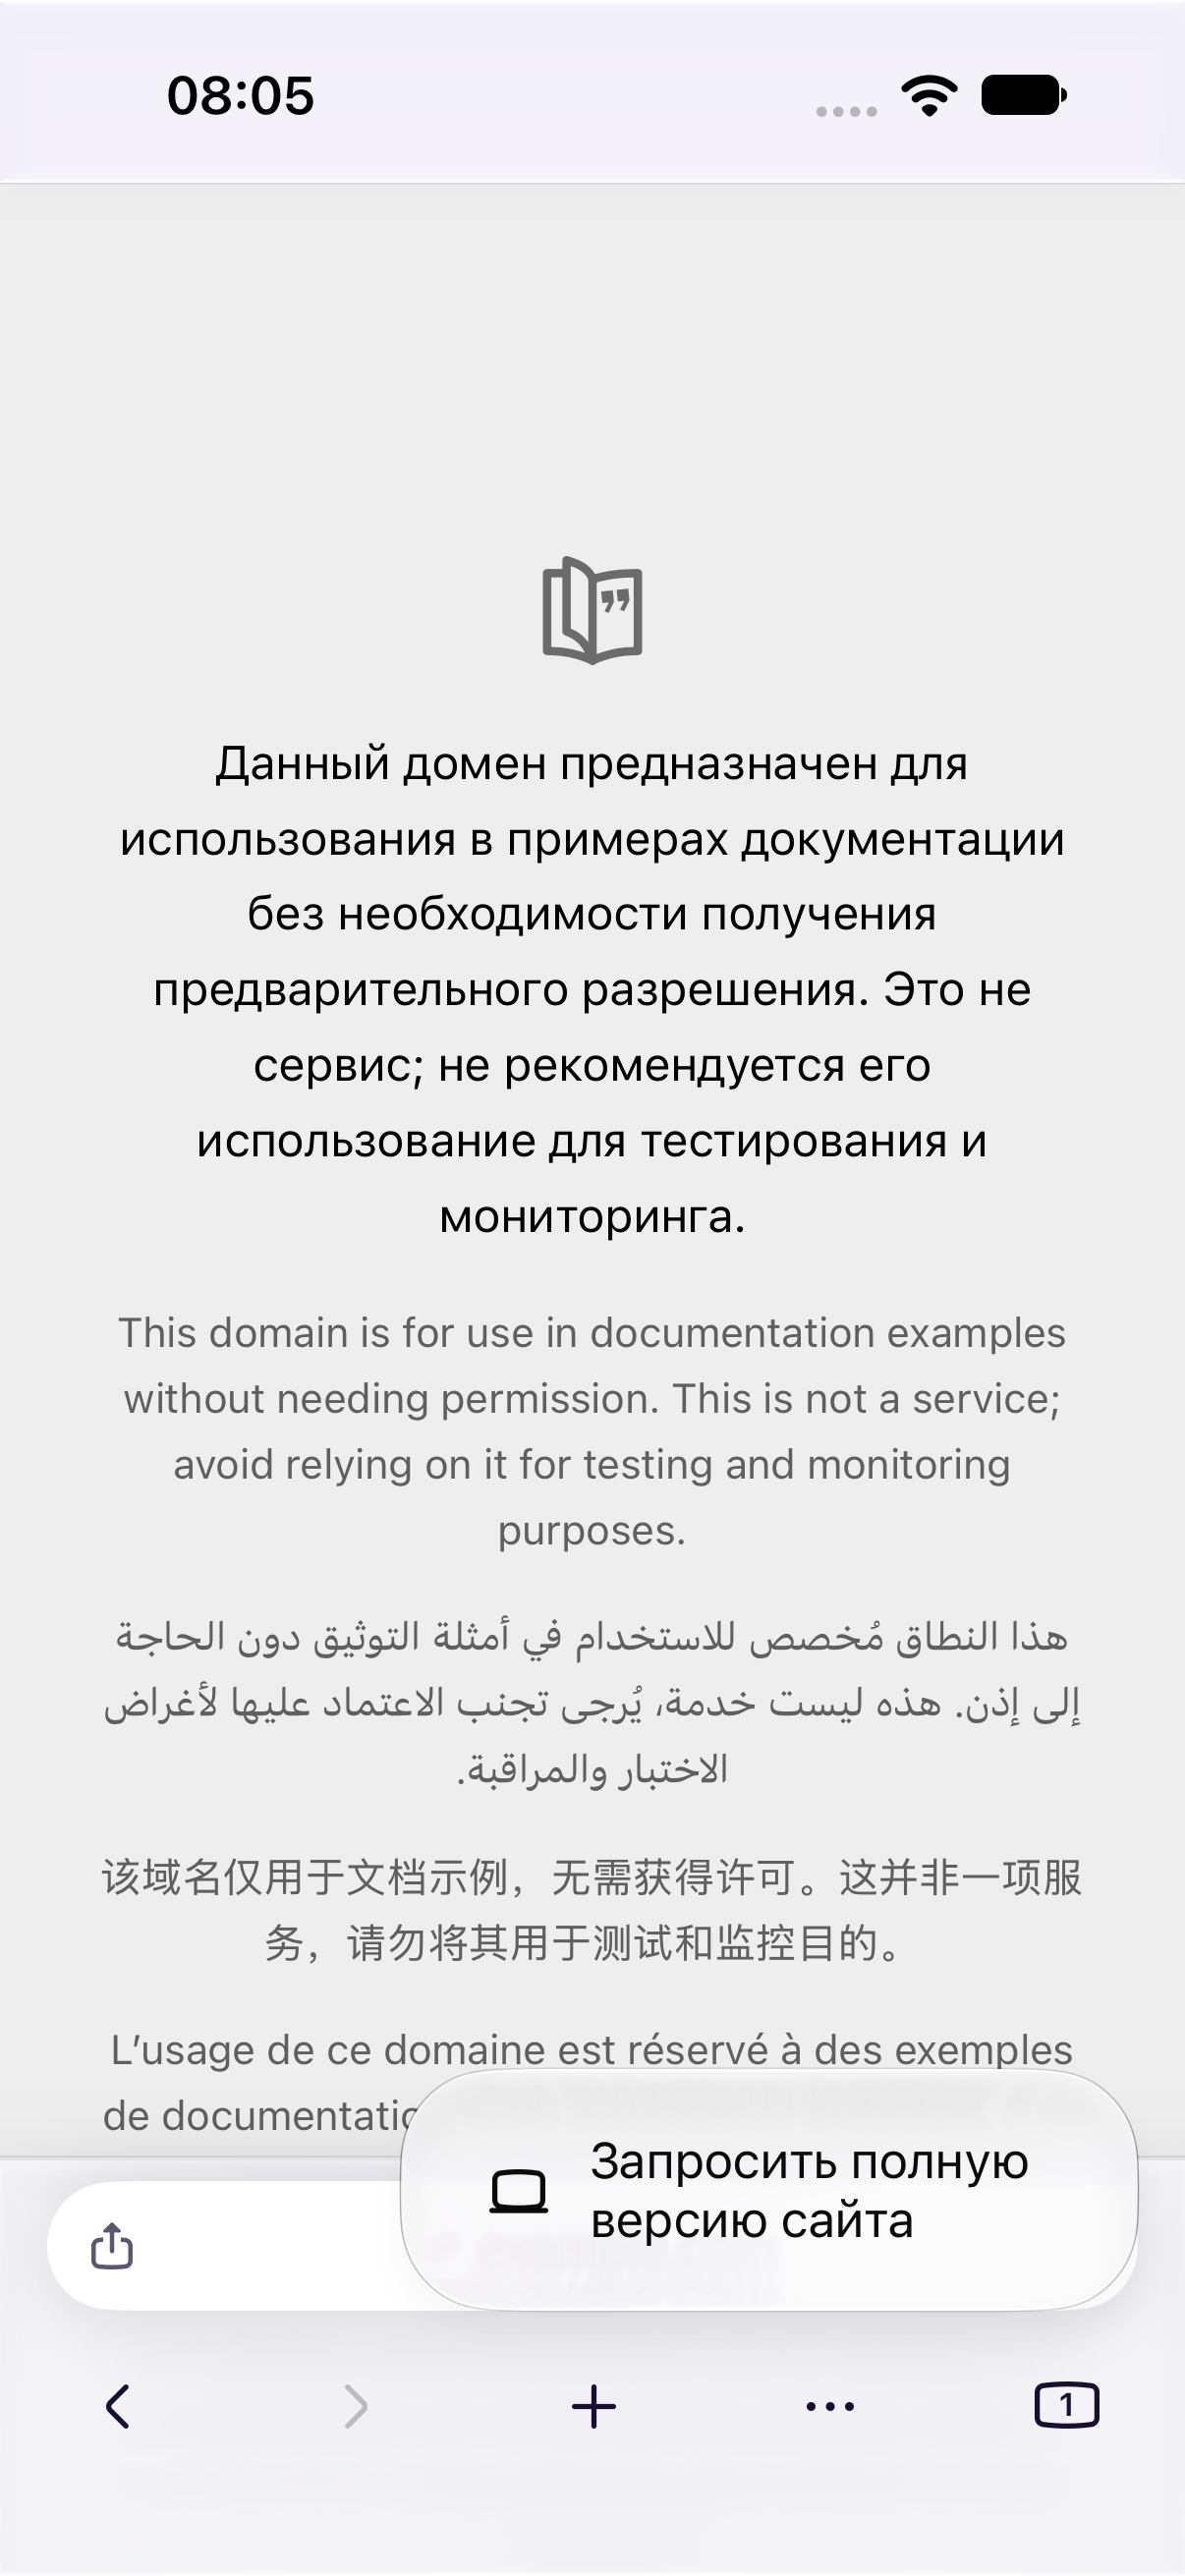 08:05
Данный домен предназначен для
использования в примерах документации
без необходимости получения
предварительного разрешения. Это не
сервис; не рекомендуется его
использование для тестирования и
мониторинга.
This domain is for use in documentation examples
without needing permission. This is not a service;
avoid relying on it for testing and monitoring
purposes.
هذا النطاق مُخصص للاستخدام في أمثلة التوثيق دون الحاجة
إلى إذن. هذه ليست خدمة، يُرجى تجنب الاعتماد عليها لأغراض
الاختبار والمراقبة.
该域名仅用于文档示例，无需获得许可。这并非一项服
务，请勿将其用于测试和监控目的。
L’usage de ce domaine est réservé à des exemples
de
Запросить полную
версию сайта
1